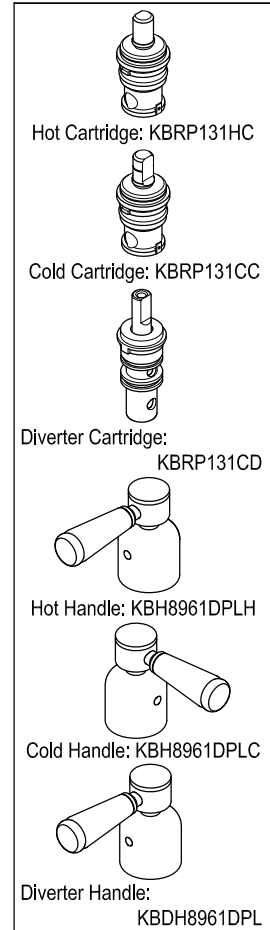 Hot Cartridge: KBRP131HC
Cold Cartridge: KBRP131CC
Diverter Cartridge:
KBRP131CD
Hot Handle: KBH8961DPLH
Cold Handle: KBH8961DPLC
Diverter Handle:
KBDH8961DPL